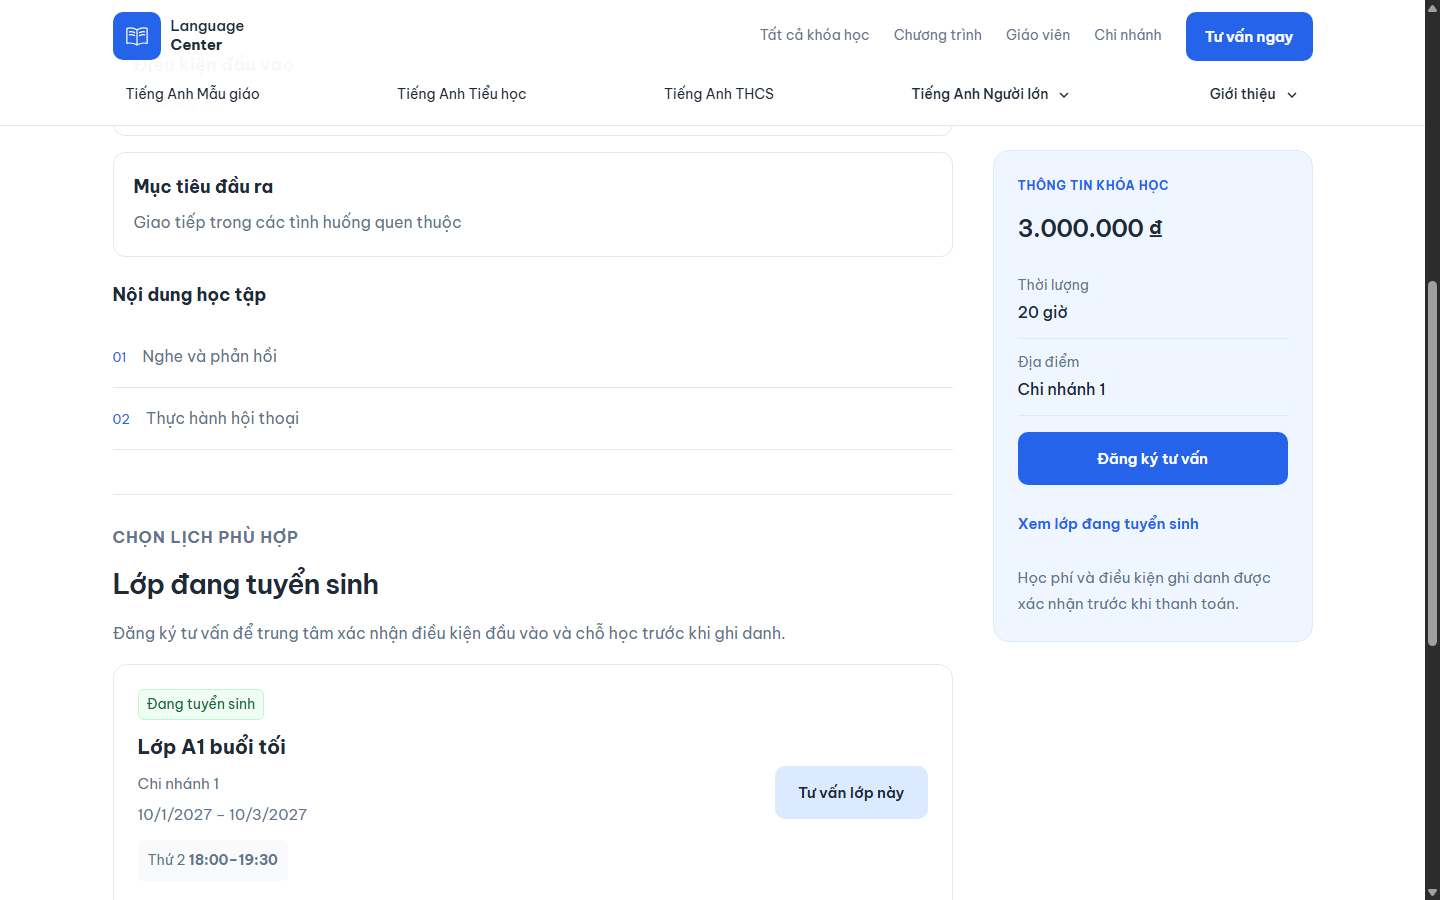 Language
Center
Tất cả khóa học
Chương trình
Giáo viên
Chi nhánh
Tư vấn ngay
Điều kiện đầu vào
Tiếng Anh Mẫu giáo
Tiếng Anh Tiểu học
Tiếng Anh THCS
Tiếng Anh Người lớn
Giới thiệu
Mục tiêu đầu ra
Giao tiếp trong các tình huống quen thuộc
Nội dung học tập
01 Nghe và phản hồi
02 Thực hành hội thoại
CHỌN LỊCH PHÙ HỢP
Lớp đang tuyển sinh
Đăng ký tư vấn để trung tâm xác nhận điều kiện đầu vào và chỗ học trước khi ghi danh.
Đang tuyển sinh
Lớp A1 buổi tối
Chi nhánh 1
10/1/2027 – 10/3/2027
Thứ 2 18:00–19:30
Tư vấn lớp này
THÔNG TIN KHÓA HỌC
3.000.000 ₫
Thời lượng
20 giờ
Địa điểm
Chi nhánh 1
Đăng ký tư vấn
Xem lớp đang tuyển sinh
Học phí và điều kiện ghi danh được
xác nhận trước khi thanh toán.